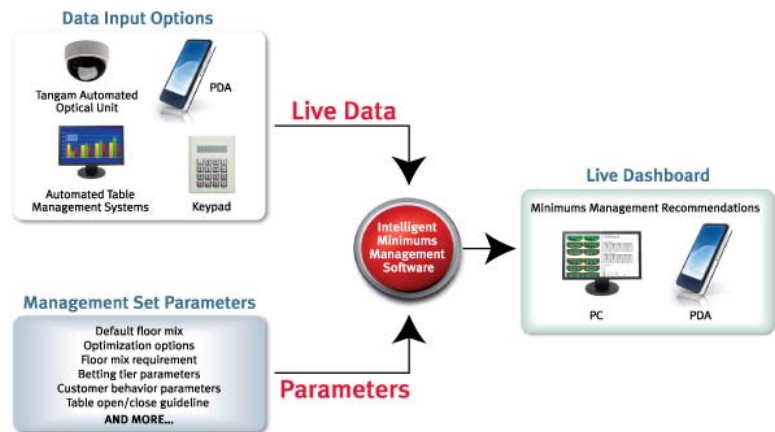 Data Input Options
Tangam Automated
Optical Unit
PDA
Automated Table
Management Systems
Keypad
Live Data
Intelligent
Minimums
Management
Software
Live Dashboard
Minimums Management Recommendations
PC
PDA
Management Set Parameters
Default floor mix
Optimization options
Floor mix requirement
Betting tier parameters
Customer behavior parameters
Table open/close guideline
AND MORE...
Parameters